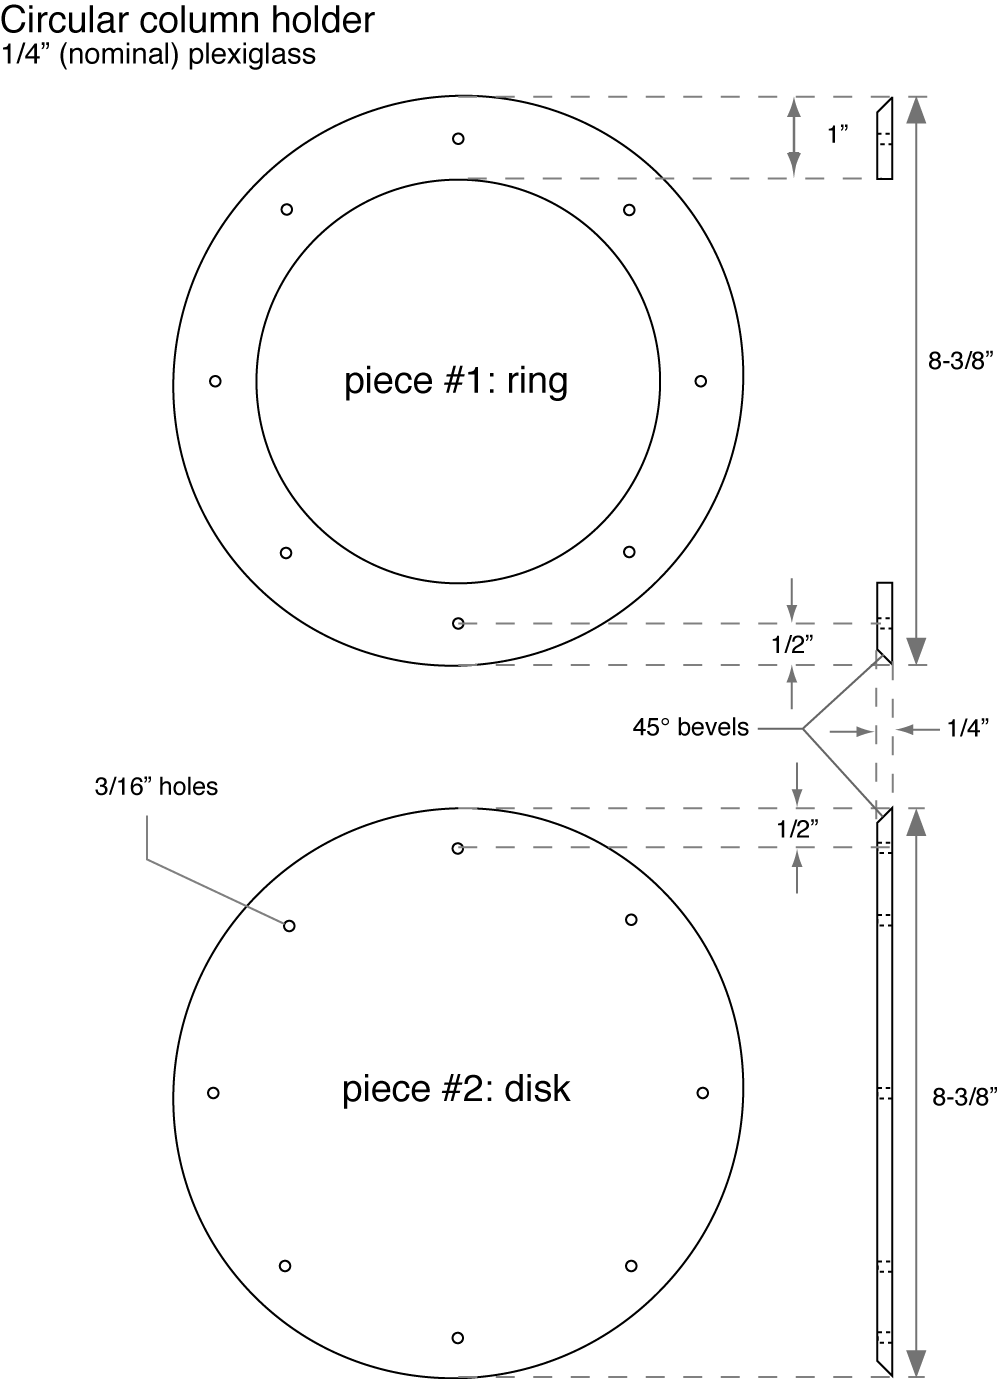 Circular column holder
1/4” (nominal) plexiglass
1”
piece #1: ring
8-3/8”
1/2”
45° bevels
1/4”
3/16” holes
1/2”
piece #2: disk
8-3/8”